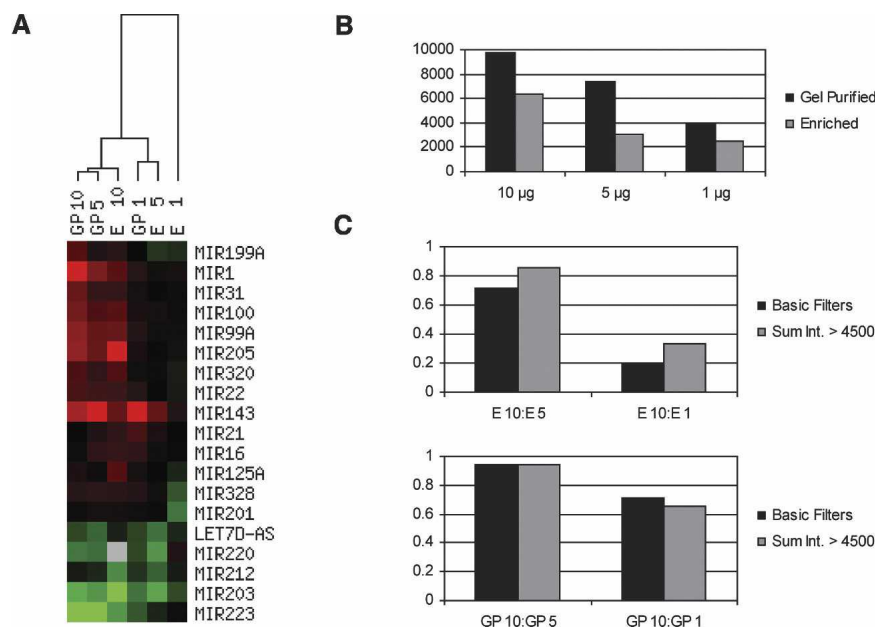 A
GP10
GP5
E 10
GP 1
E 5
E 1
MIR199A
MIR1
MIR31
MIR100
MIR99A
MIR205
MIR320
MIR22
MIR143
MIR21
MIR16
MIR125A
MIR328
MIR201
LET7D-AS
MIR220
MIR212
MIR203
MIR223
B
10000
8000
6000
4000
2000
0
10 µg
5 µg
1 µg
Gel Purified
Enriched
C
1
0.8
0.6
0.4
0.2
0
E 10:E 5
E 10:E 1
Basic Filters
Sum Int. > 4500
1
0.8
0.6
0.4
0.2
0
GP 10:GP 5
GP 10:GP 1
Basic Filters
Sum Int. > 4500